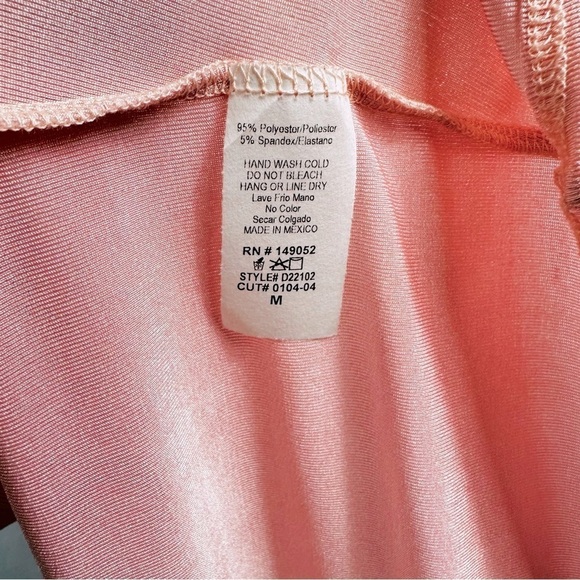 95% Polyester/Poliester
5% Spandex/Elastano
HAND WASH COLD
DO NOT BLEACH
HANG OR LINE DRY
Lave Frio Mano
No Color
Secar Colgado
MADE IN MEXICO
RN # 149052
STYLE# D22102
CUT# 0104-04
M